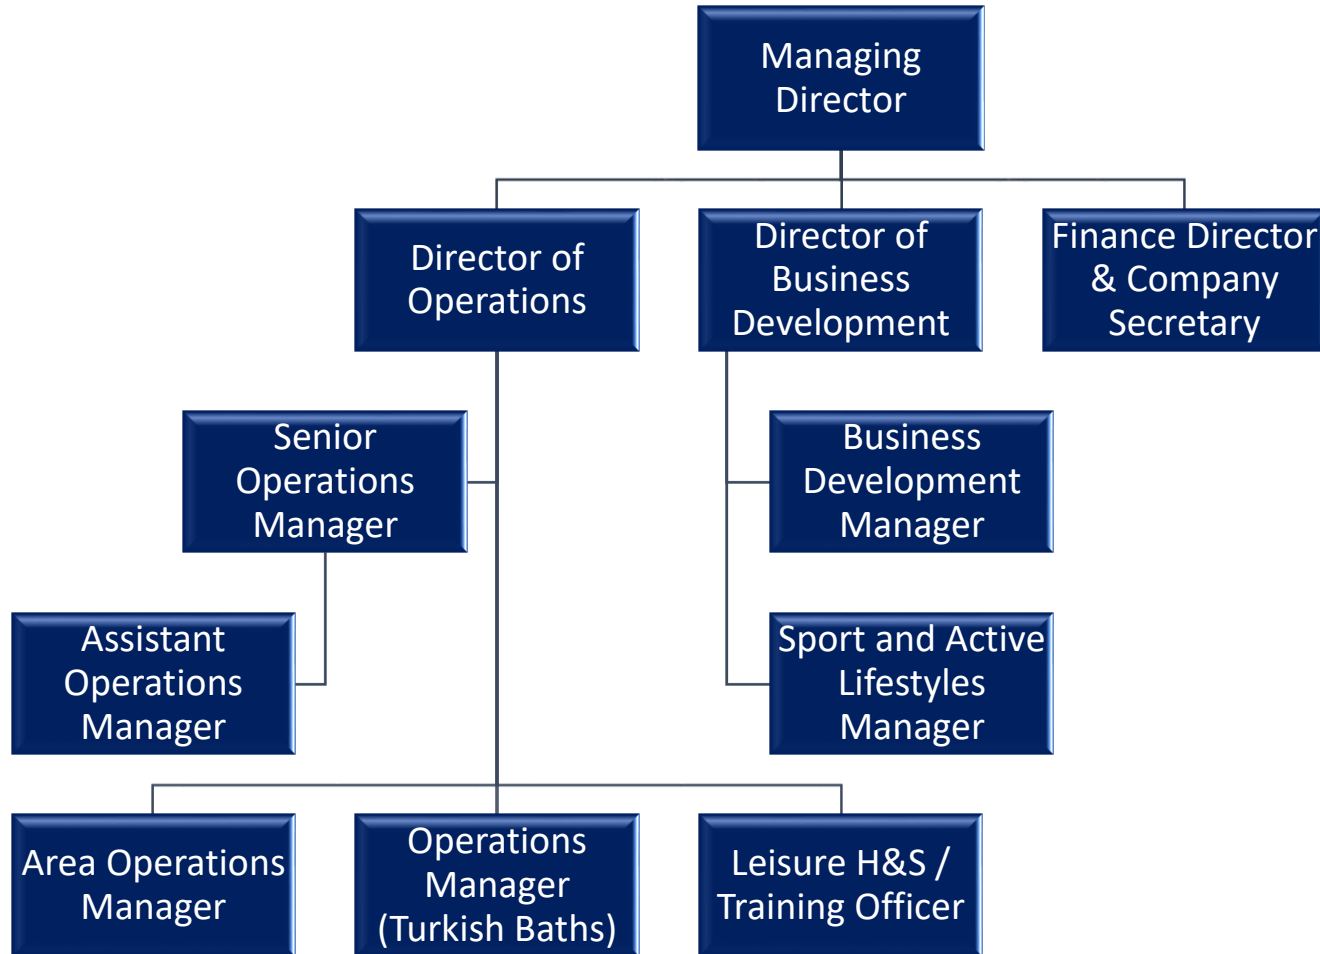 Managing
Director
Director of
Operations
Director of
Business
Development
Finance Director
& Company
Secretary
Senior
Operations
Manager
Business
Development
Manager
Assistant
Operations
Manager
Sport and Active
Lifestyles
Manager
Area Operations
Manager
Operations
Manager
(Turkish Baths)
Leisure H&S /
Training Officer